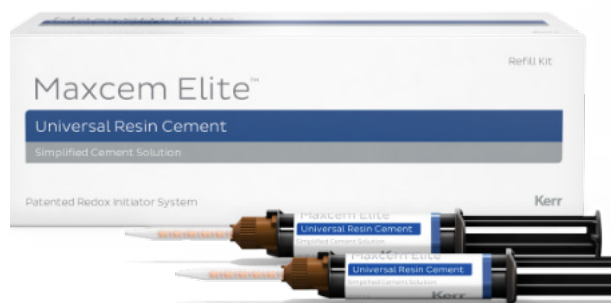 Refill Kit
Maxcem Elite™
Universal Resin Cement
Simplified Cement Solution
Patented Redox Initiator System
Kerr
Maxcem Elite
Universal Resin Cement
Simplified Cement Solution
Maxcem Elite
Universal Resin Cement
Simplified Cement Solution
Kerr